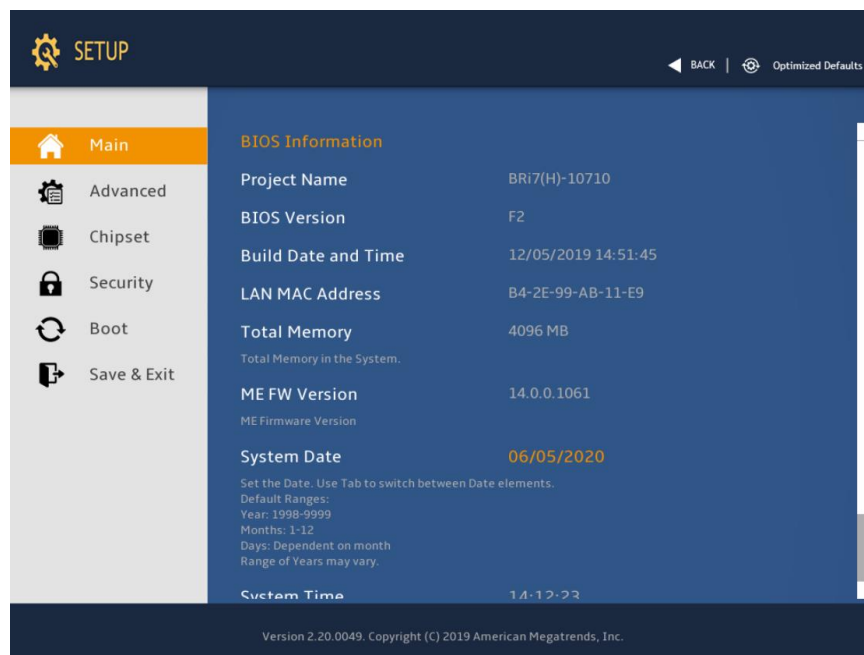 SETUP
BACK | Optimized Defaults
Main
Advanced
Chipset
Security
Boot
Save & Exit
BIOS Information
Project Name BRi7(H)-10710
BIOS Version F2
Build Date and Time 12/05/2019 14:51:45
LAN MAC Address B4-2E-99-AB-11-E9
Total Memory 4096 MB
Total Memory in the System.
ME FW Version 14.0.0.1061
ME Firmware Version
System Date 06/05/2020
Set the Date. Use Tab to switch between Date elements.
Default Ranges:
Year: 1998-9999
Months: 1-12
Days: Dependent on month
Range of Years may vary.
System Time 14:12:23
Version 2.20.0049. Copyright (C) 2019 American Megatrends, Inc.